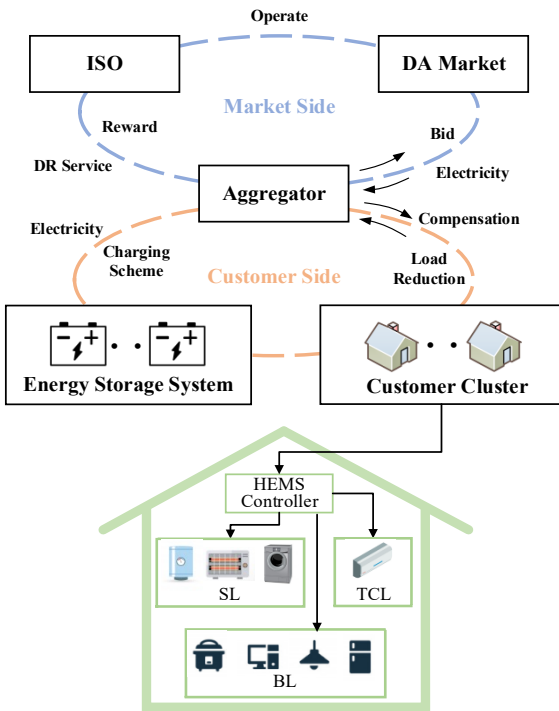 Operate
ISO
DA Market
Market Side
Reward
Bid
DR Service
Electricity
Aggregator
Compensation
Electricity
Charging
Scheme
Load
Reduction
Customer Side
Energy Storage System
Customer Cluster
HEMS
Controller
SL
TCL
BL